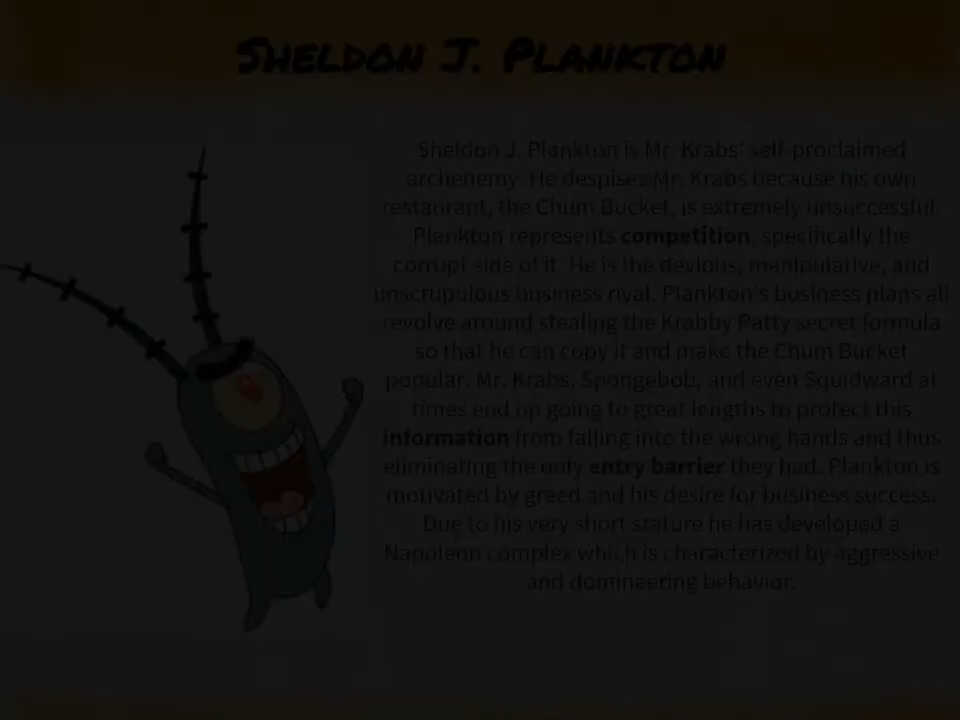 Sheldon J. Plankton
Sheldon J. Plankton is Mr. Krabs' self-proclaimed
archenemy. He despises Mr. Krabs because his own
restaurant, the Chum Bucket, is extremely unsuccessful.
Plankton represents competition, specifically the
corrupt side of it. He is the devious, manipulative, and
unscrupulous business rival. Plankton's business plans all
revolve around stealing the Krabby Patty secret formula
so that he can copy it and make the Chum Bucket
popular. Mr. Krabs, Spongebob, and even Squidward at
times end up going to great lengths to protect this
information from falling into the wrong hands and thus
eliminating the only entry barrier they had. Plankton is
motivated by greed and his desire for business success.
Due to his very short stature he has developed a
Napoleon complex which is characterized by aggressive
and domineering behavior.